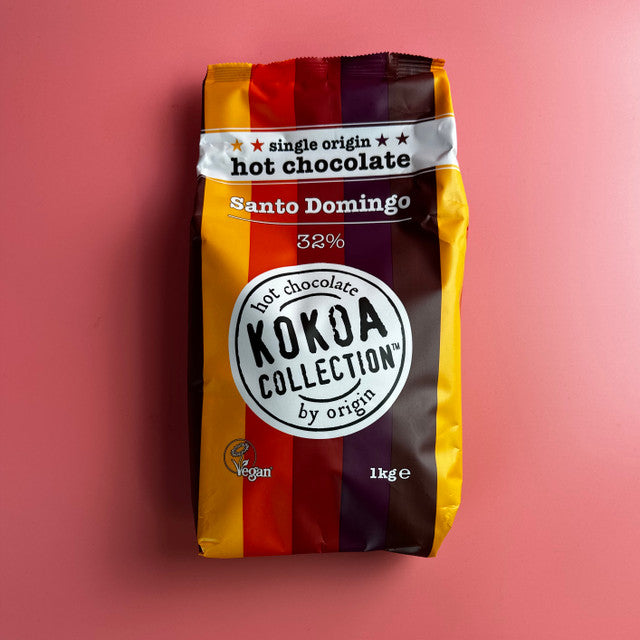 single origin
hot chocolate
Santo Domingo
32%
hot chocolate
KOKOA
COLLECTION™
by origin
Vegan
1kg e